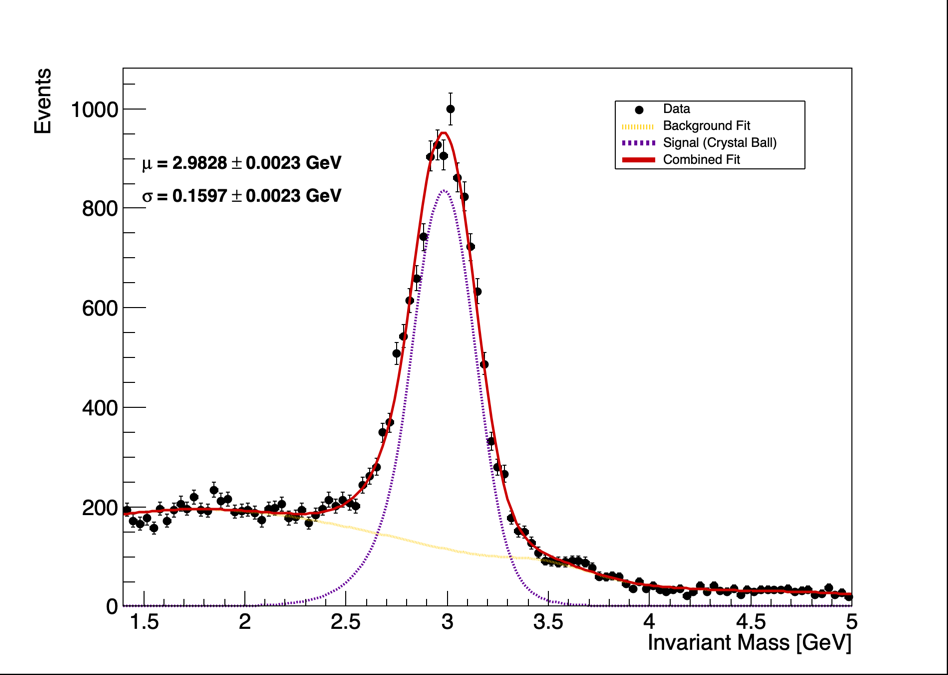 Events
1000
800
600
400
200
0
μ = 2.9828 ± 0.0023 GeV
σ = 0.1597 ± 0.0023 GeV
Data
Background Fit
Signal (Crystal Ball)
Combined Fit
1.5 2 2.5 3 3.5 4 4.5 5
Invariant Mass [GeV]